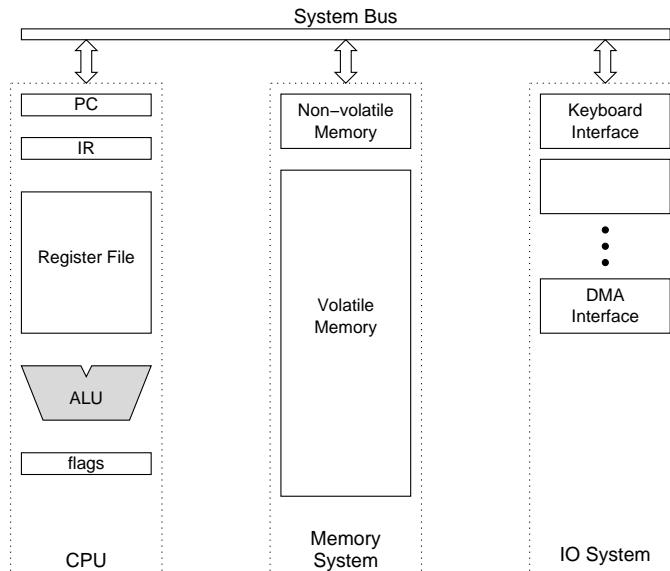 System Bus
PC
IR
Register File
ALU
flags
CPU
Non−volatile
Memory
Volatile
Memory
Memory
System
Keyboard
Interface
DMA
Interface
IO System